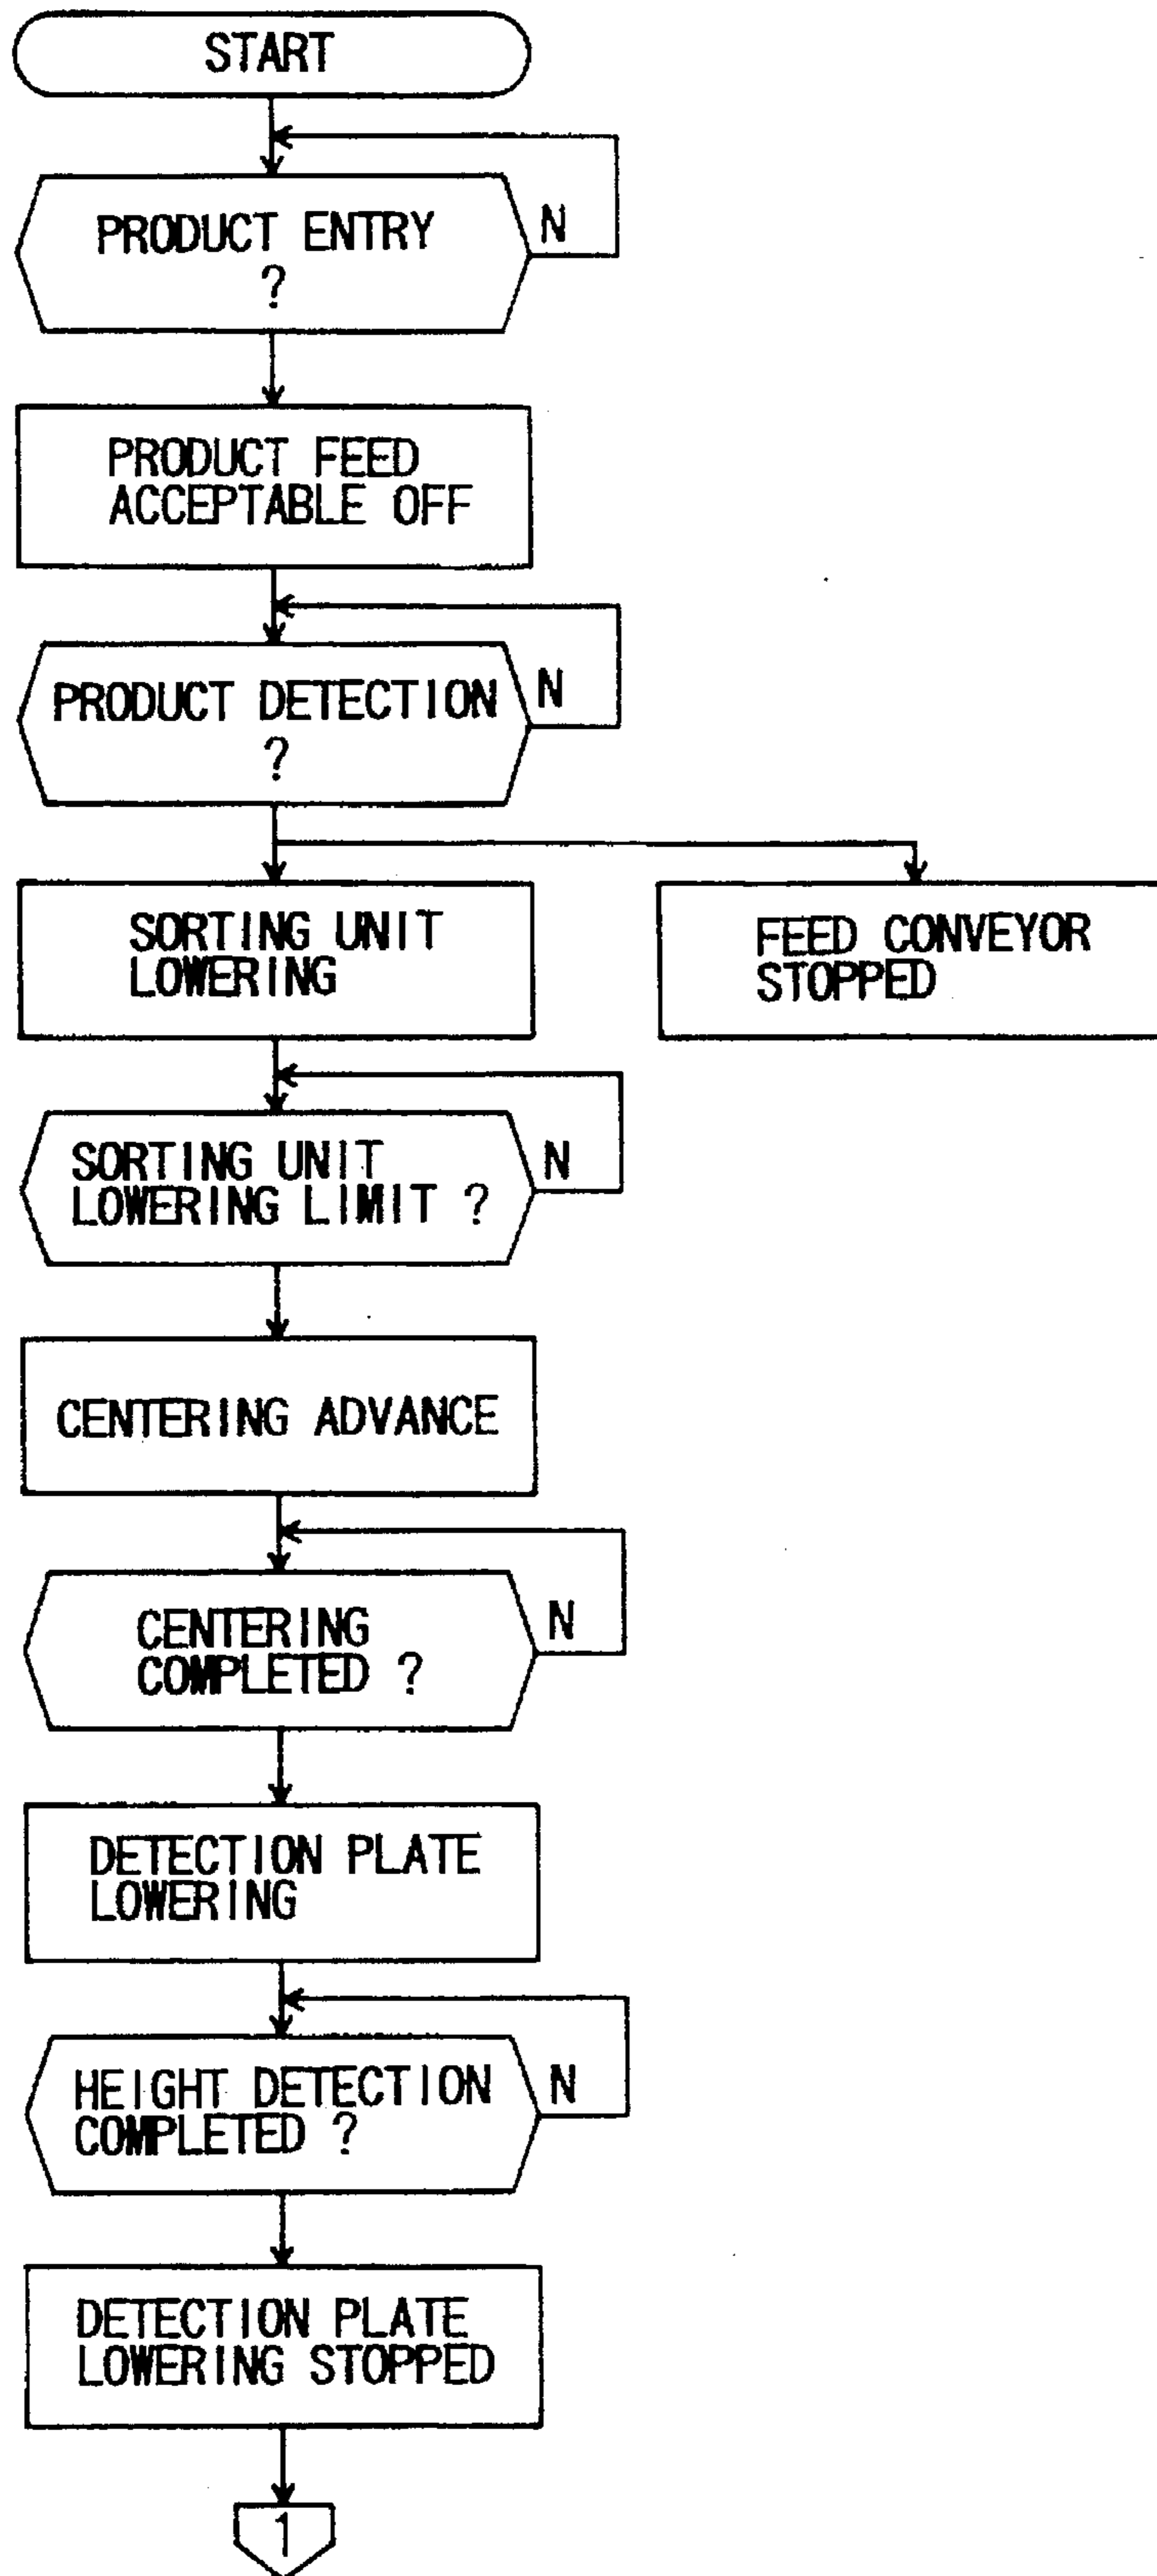 START
PRODUCT ENTRY
?
N
PRODUCT FEED
ACCEPTABLE OFF
PRODUCT DETECTION
?
N
SORTING UNIT
LOWERING
FEED CONVEYOR
STOPPED
SORTING UNIT
LOWERING LIMIT ?
N
CENTERING ADVANCE
CENTERING
COMPLETED ?
N
DETECTION PLATE
LOWERING
HEIGHT DETECTION
COMPLETED ?
N
DETECTION PLATE
LOWERING STOPPED
1